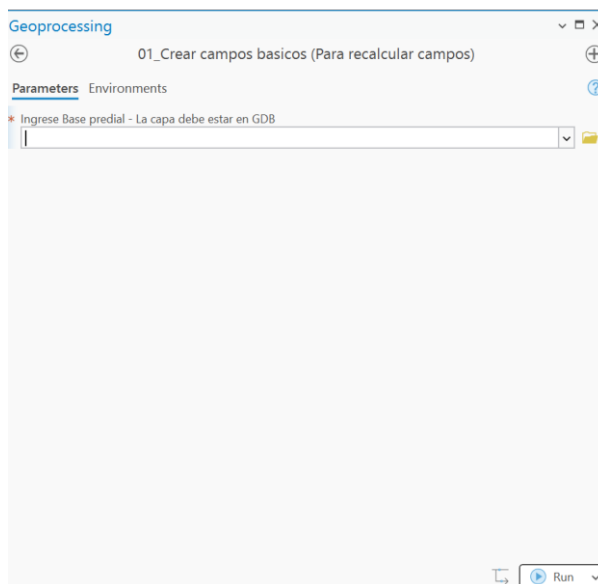 Geoprocessing
01_Crear campos basicos (Para recalcular campos)
Parameters Environments
* Ingrese Base predial - La capa debe estar en GDB
Run